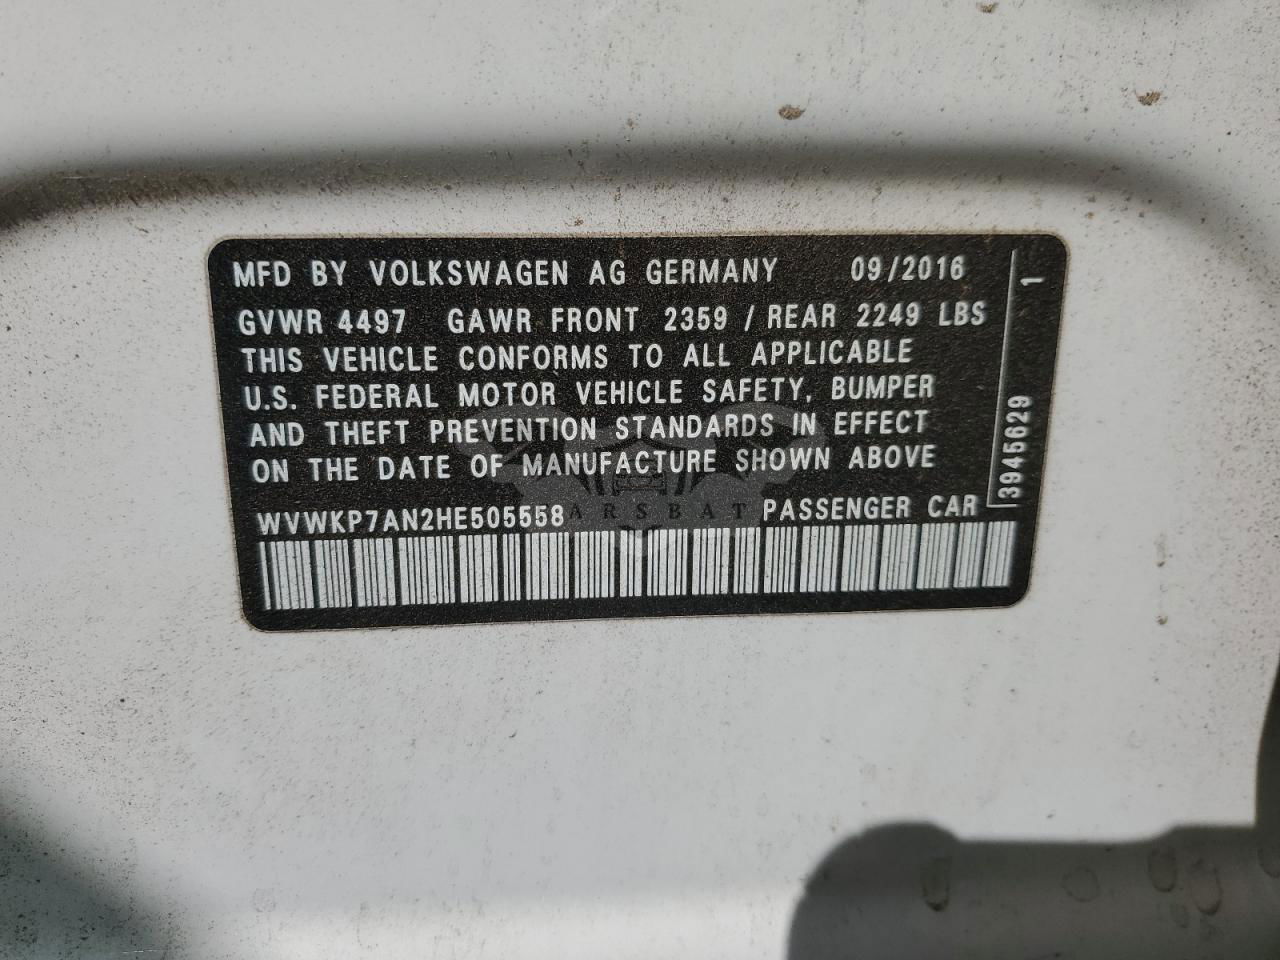 MFD BY VOLKSWAGEN AG GERMANY 09/2016
GVWR 4497 GAWR FRONT 2359 / REAR 2249 LBS
THIS VEHICLE CONFORMS TO ALL APPLICABLE
U.S. FEDERAL MOTOR VEHICLE SAFETY, BUMPER
AND THEFT PREVENTION STANDARDS IN EFFECT
ON THE DATE OF MANUFACTURE SHOWN ABOVE
WVWKP7AN2HE505558 PASSENGER CAR
3945629 1
ARSBAT